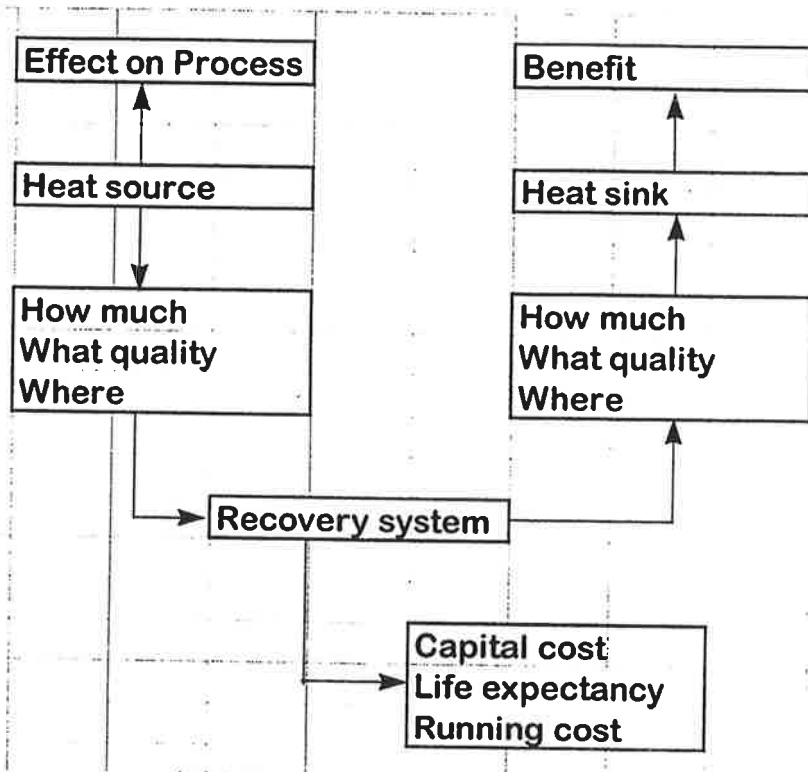 Effect on Process
Benefit
Heat source
Heat sink
How much
What quality
Where
How much
What quality
Where
Recovery system
Capital cost
Life expectancy
Running cost